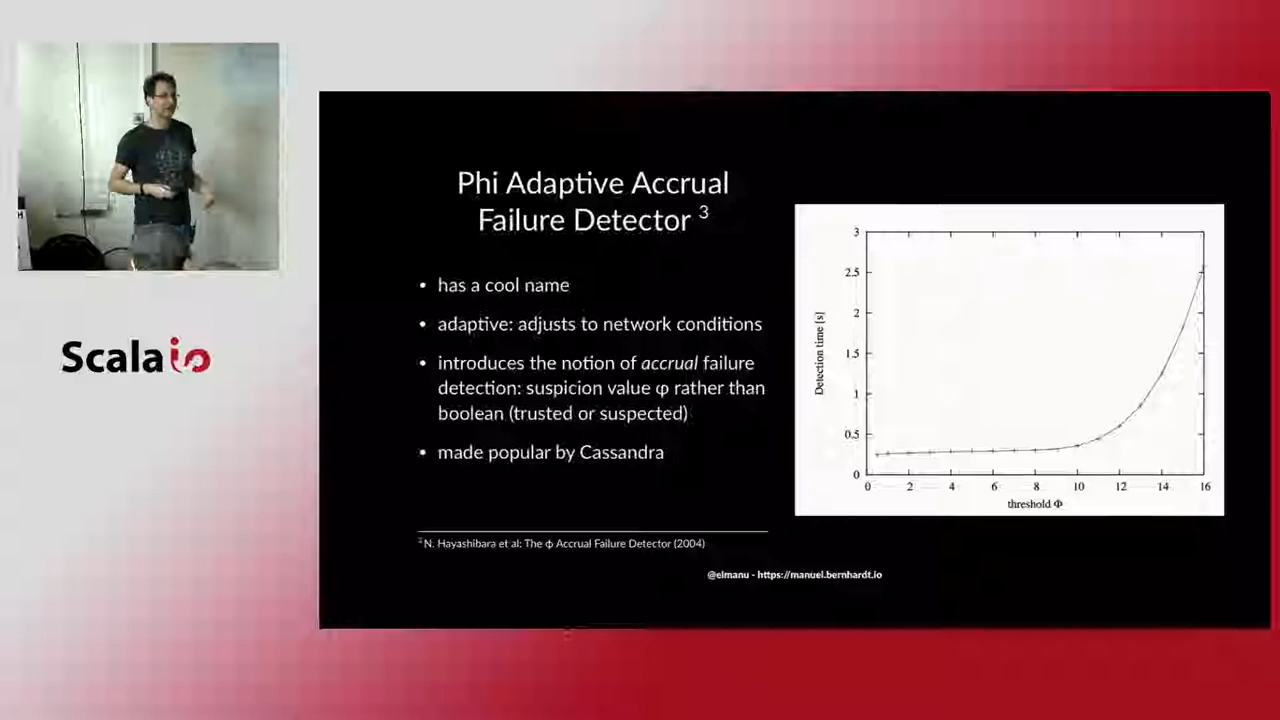 Scala io
Phi Adaptive Accrual
Failure Detector ³
• has a cool name
• adaptive: adjusts to network conditions
• introduces the notion of accrual failure
detection: suspicion value φ rather than
boolean (trusted or suspected)
• made popular by Cassandra
³ N. Hayashibara et al: The ϕ Accrual Failure Detector (2004)
@elmanu - https://manuel.bernhardt.io
3
2.5
2
1.5
1
0.5
0
Detection time [s]
0 2 4 6 8 10 12 14 16
threshold Φ